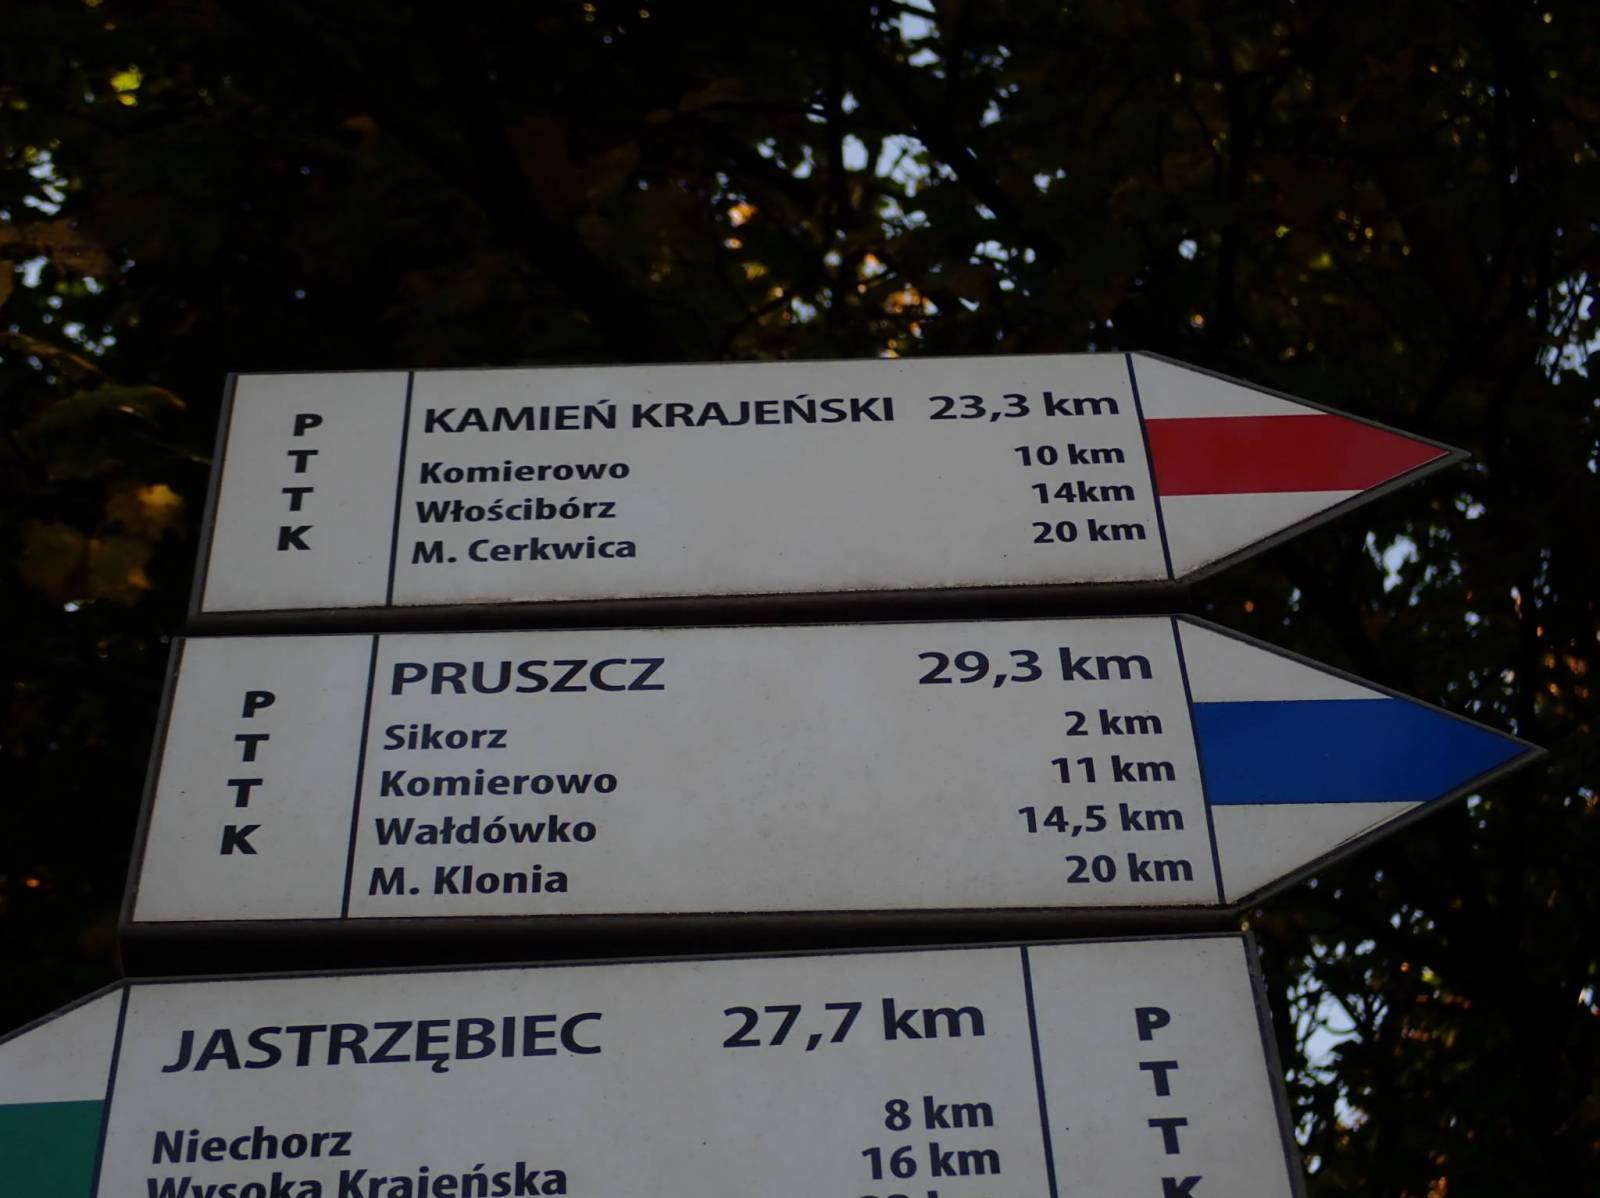 PTTK
KAMIEŃ KRAJEŃSKI 23,3 km
Komierowo 10 km
Włościbórz 14km
M. Cerkwica 20 km
PTTK
PRUSZCZ 29,3 km
Sikorz 2 km
Komierowo 11 km
Wałdówko 14,5 km
M. Klonia 20 km
JASTRZĘBIEC 27,7 km
Niechorz 8 km
Wysoka Krajeńska 16 km
PTTK